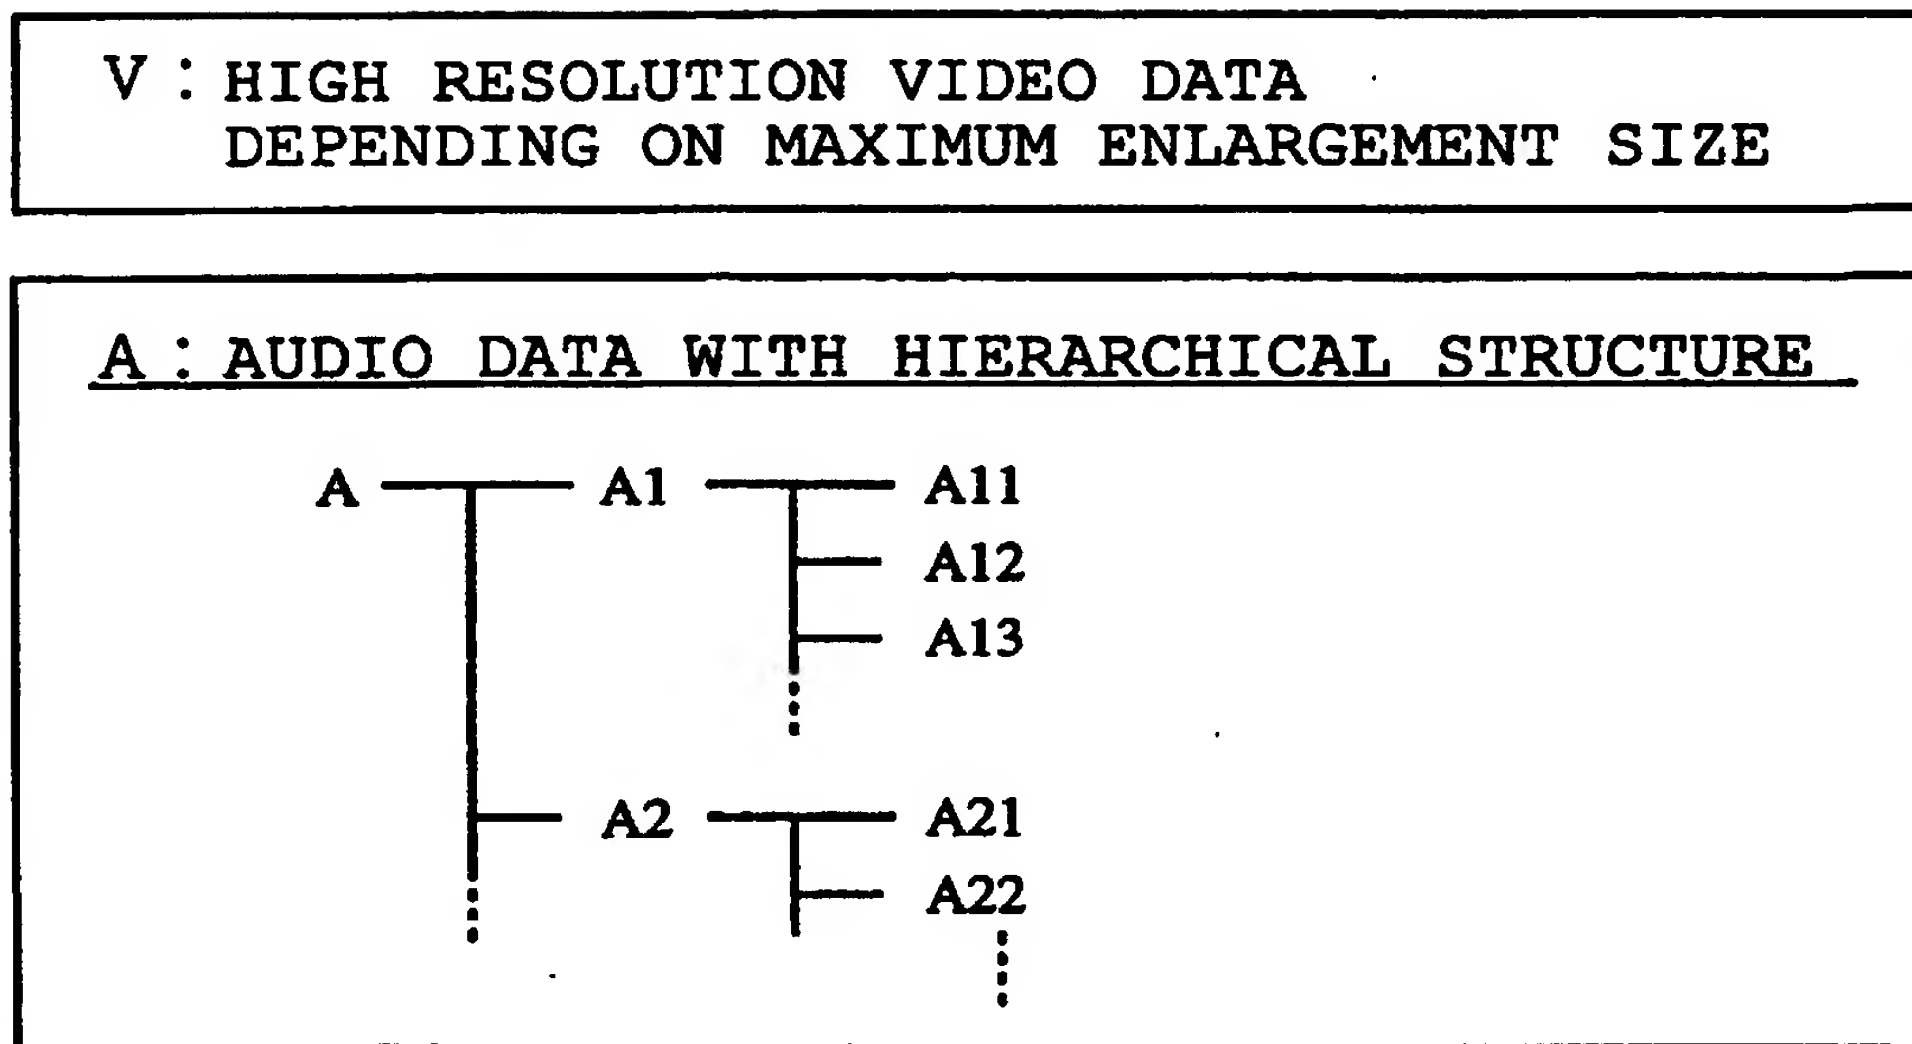 V : HIGH RESOLUTION VIDEO DATA
DEPENDING ON MAXIMUM ENLARGEMENT SIZE
A : AUDIO DATA WITH HIERARCHICAL STRUCTURE
A A1 A11
A12
A13
A2 A21
A22